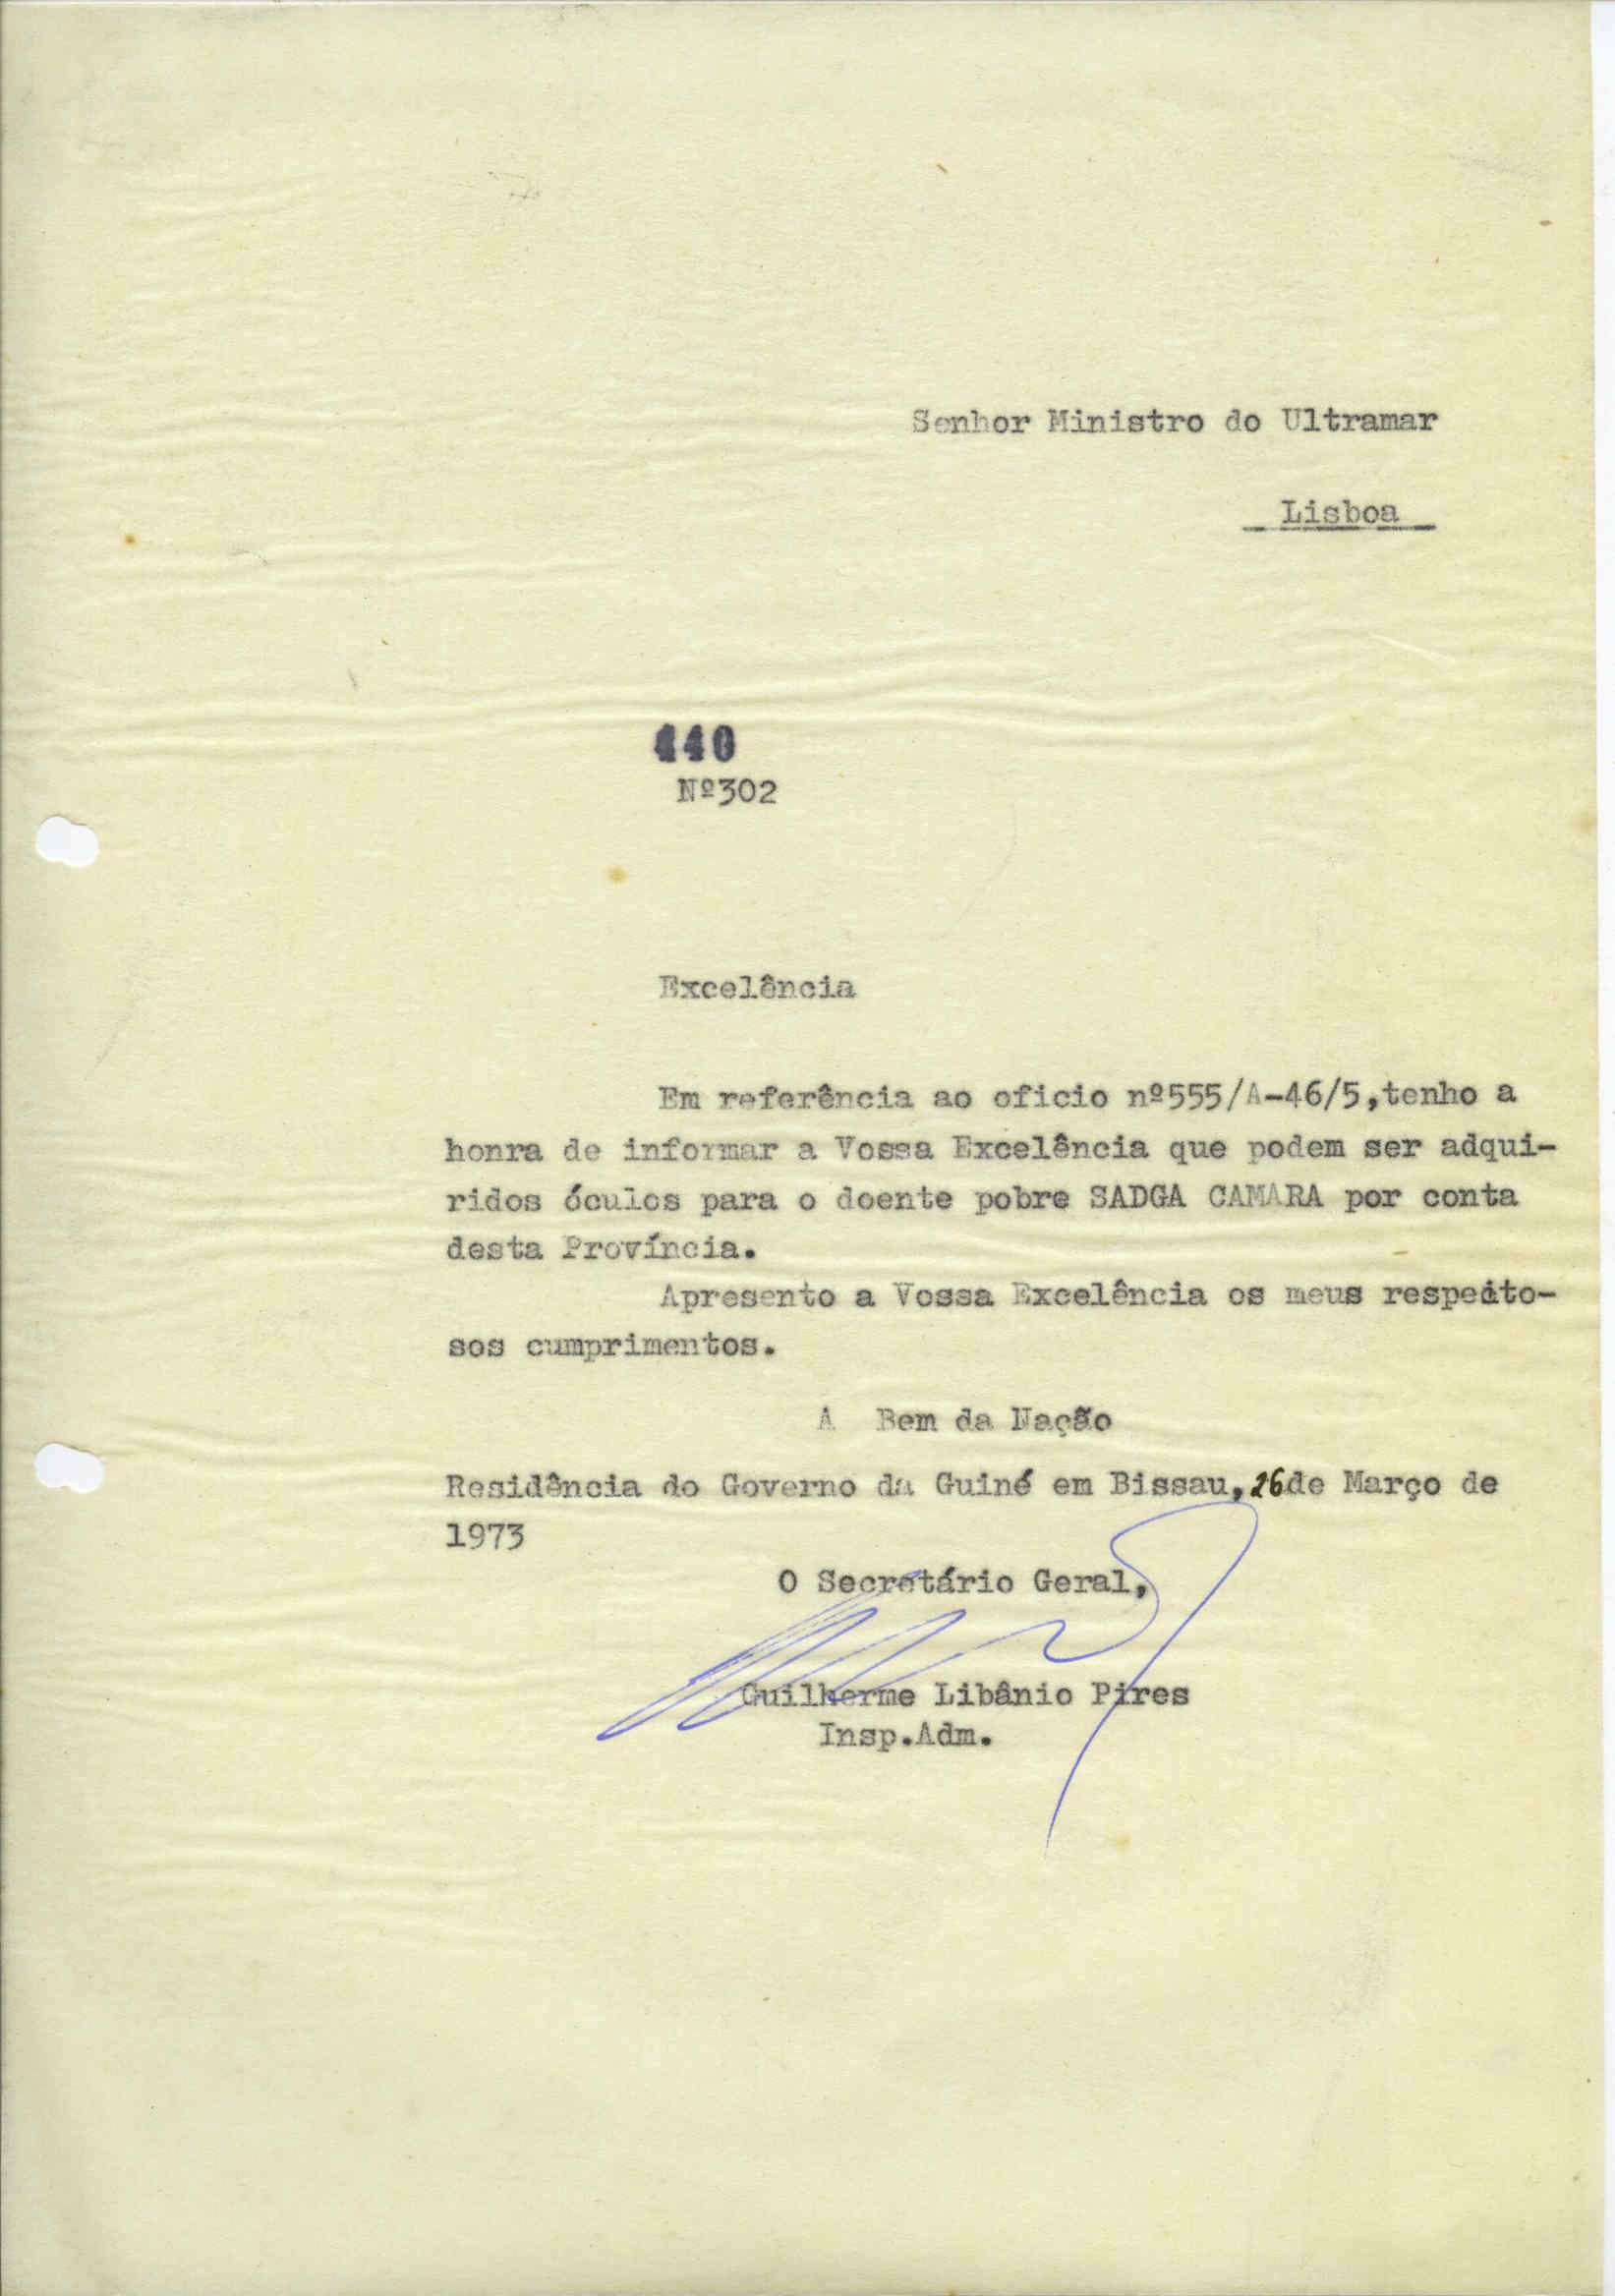 Senhor Ministro do Ultramar
Lisboa
440
Nº302
Excelência
Em referência ao oficio nº555/A-46/5,tenho a
honra de informar a Vossa Excelência que podem ser adqui-
ridos óculos para o doente pobre SADGA CAMARA por conta
desta Província.
Apresento a Vossa Excelência os meus respeito-
sos cumprimentos.
A Bem da Nação
Residência do Governo da Guiné em Bissau, 26 de Março de
1973
O Secretário Geral,
Guilherme Libânio Pires
Insp.Adm.